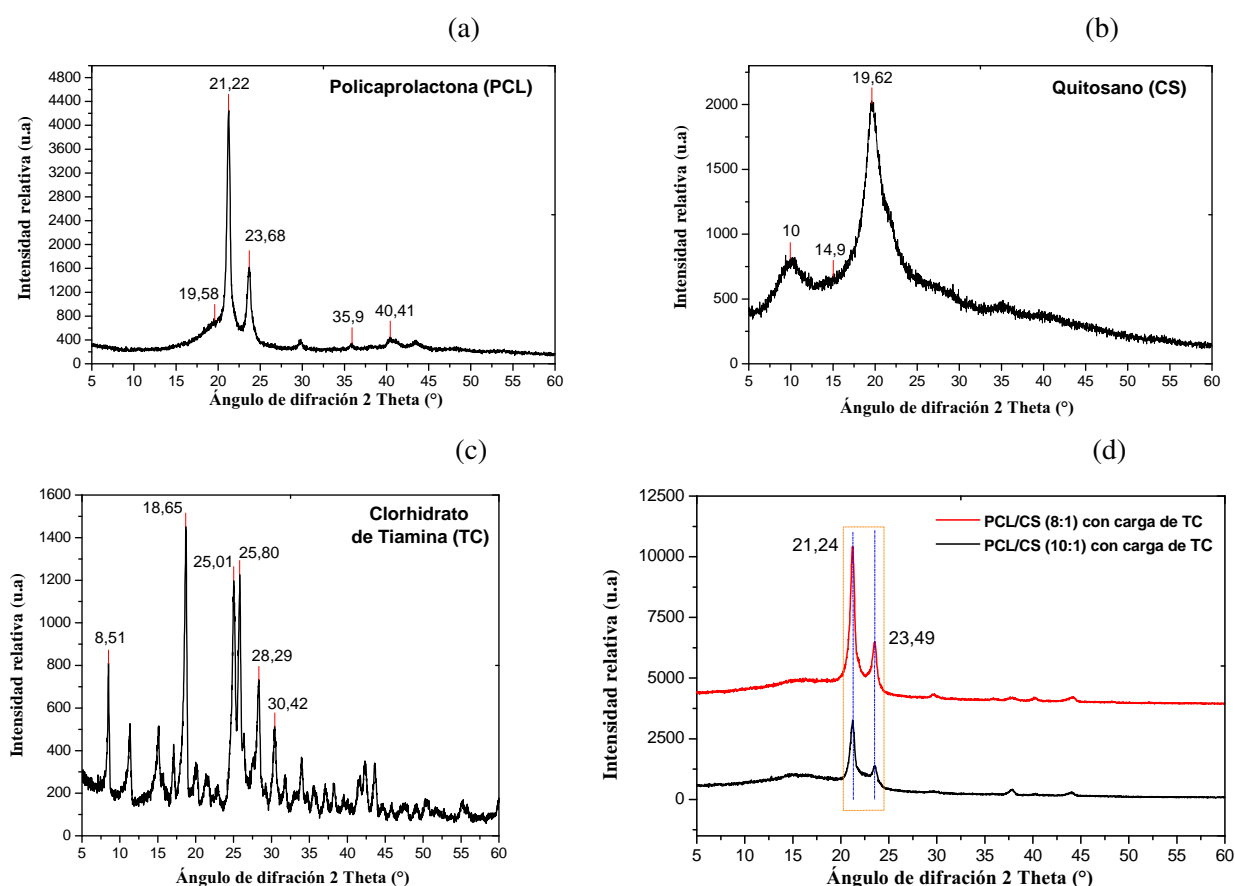 (a)
Policaprolactona (PCL)
Intensidad relativa (u.a)
4800
4400
4000
3600
3200
2800
2400
2000
1600
1200
800
400
0
21,22
23,68
19,58
35,9
40,41
5 10 15 20 25 30 35 40 45 50 55 60
Ángulo de difración 2 Theta (°)
(b)
Quitosano (CS)
Intensidad relativa (u.a)
2000
1500
1000
500
0
19,62
10
14,9
5 10 15 20 25 30 35 40 45 50 55 60
Ángulo de difración 2 Theta (°)
(c)
Clorhidrato
de Tiamina (TC)
Intensidad relativa (u.a)
1600
1400
1200
1000
800
600
400
200
0
18,65
25,01
25,80
8,51
28,29
30,42
5 10 15 20 25 30 35 40 45 50 55 60
Ángulo de difración 2 Theta (°)
(d)
PCL/CS (8:1) con carga de TC
PCL/CS (10:1) con carga de TC
Intensidad relativa (u.a)
12500
10000
7500
5000
2500
0
21,24
23,49
5 10 15 20 25 30 35 40 45 50 55 60
Ángulo de difración 2 Theta (°)